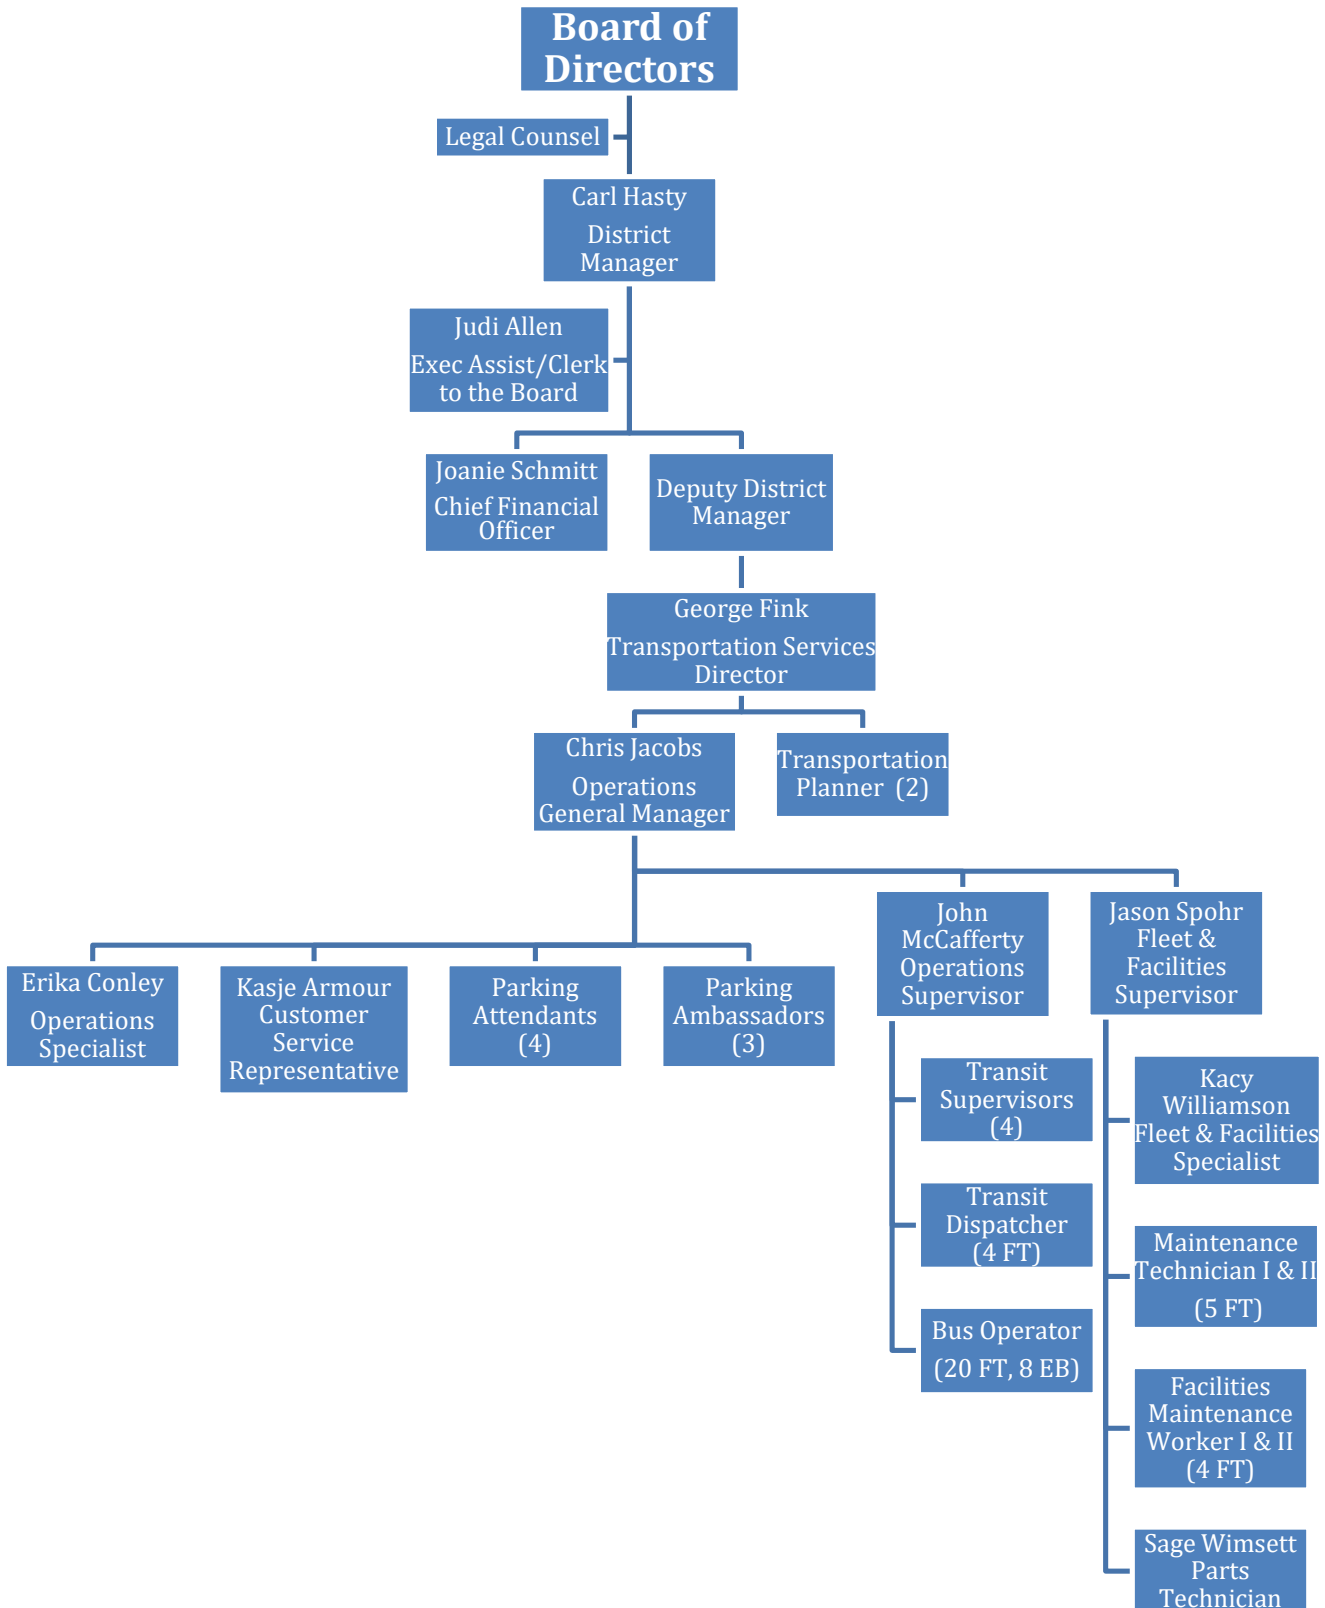 Board of
Directors
Legal Counsel
Carl Hasty
District
Manager
Judi Allen
Exec Assist/Clerk
to the Board
Joanie Schmitt
Chief Financial
Officer
Deputy District
Manager
George Fink
Transportation Services
Director
Chris Jacobs
Operations
General Manager
Transportation
Planner (2)
Erika Conley
Operations
Specialist
Kasje Armour
Customer
Service
Representative
Parking
Attendants
(4)
Parking
Ambassadors
(3)
John
McCafferty
Operations
Supervisor
Transit
Supervisors
(4)
Transit
Dispatcher
(4 FT)
Bus Operator
(20 FT, 8 EB)
Jason Spohr
Fleet &
Facilities
Supervisor
Kacy
Williamson
Fleet & Facilities
Specialist
Maintenance
Technician I & II
(5 FT)
Facilities
Maintenance
Worker I & II
(4 FT)
Sage Wimsett
Parts
Technician